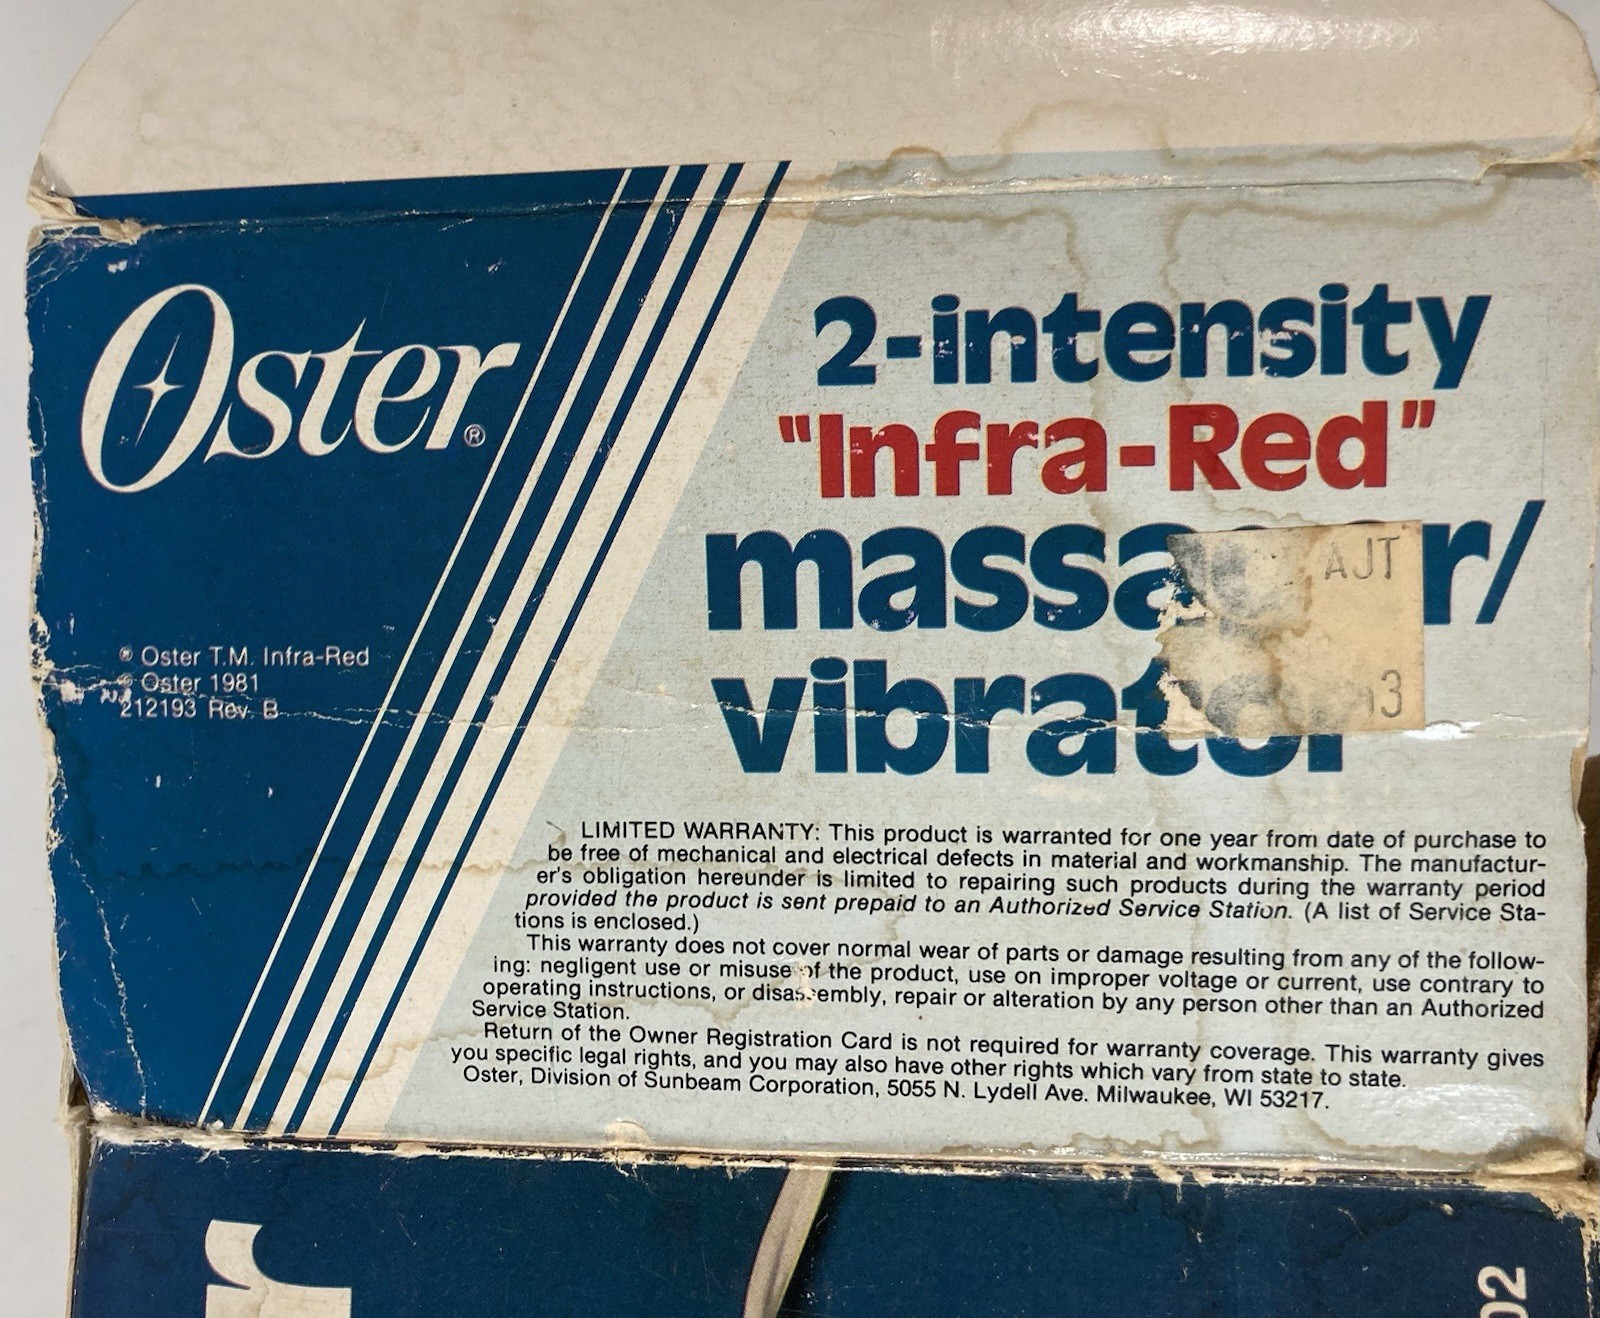 Oster®
2-intensity
"Infra-Red"
massager/
vibrator
AJT
3
® Oster T.M. Infra-Red
© Oster 1981
212193 Rev. B
LIMITED WARRANTY: This product is warranted for one year from date of purchase to
be free of mechanical and electrical defects in material and workmanship. The manufactur-
er's obligation hereunder is limited to repairing such products during the warranty period
provided the product is sent prepaid to an Authorized Service Station. (A list of Service Sta-
tions is enclosed.)
This warranty does not cover normal wear of parts or damage resulting from any of the follow-
ing: negligent use or misuse of the product, use on improper voltage or current, use contrary to
operating instructions, or disassembly, repair or alteration by any person other than an Authorized
Service Station.
Return of the Owner Registration Card is not required for warranty coverage. This warranty gives
you specific legal rights, and you may also have other rights which vary from state to state.
Oster, Division of Sunbeam Corporation, 5055 N. Lydell Ave. Milwaukee, WI 53217.
r
02